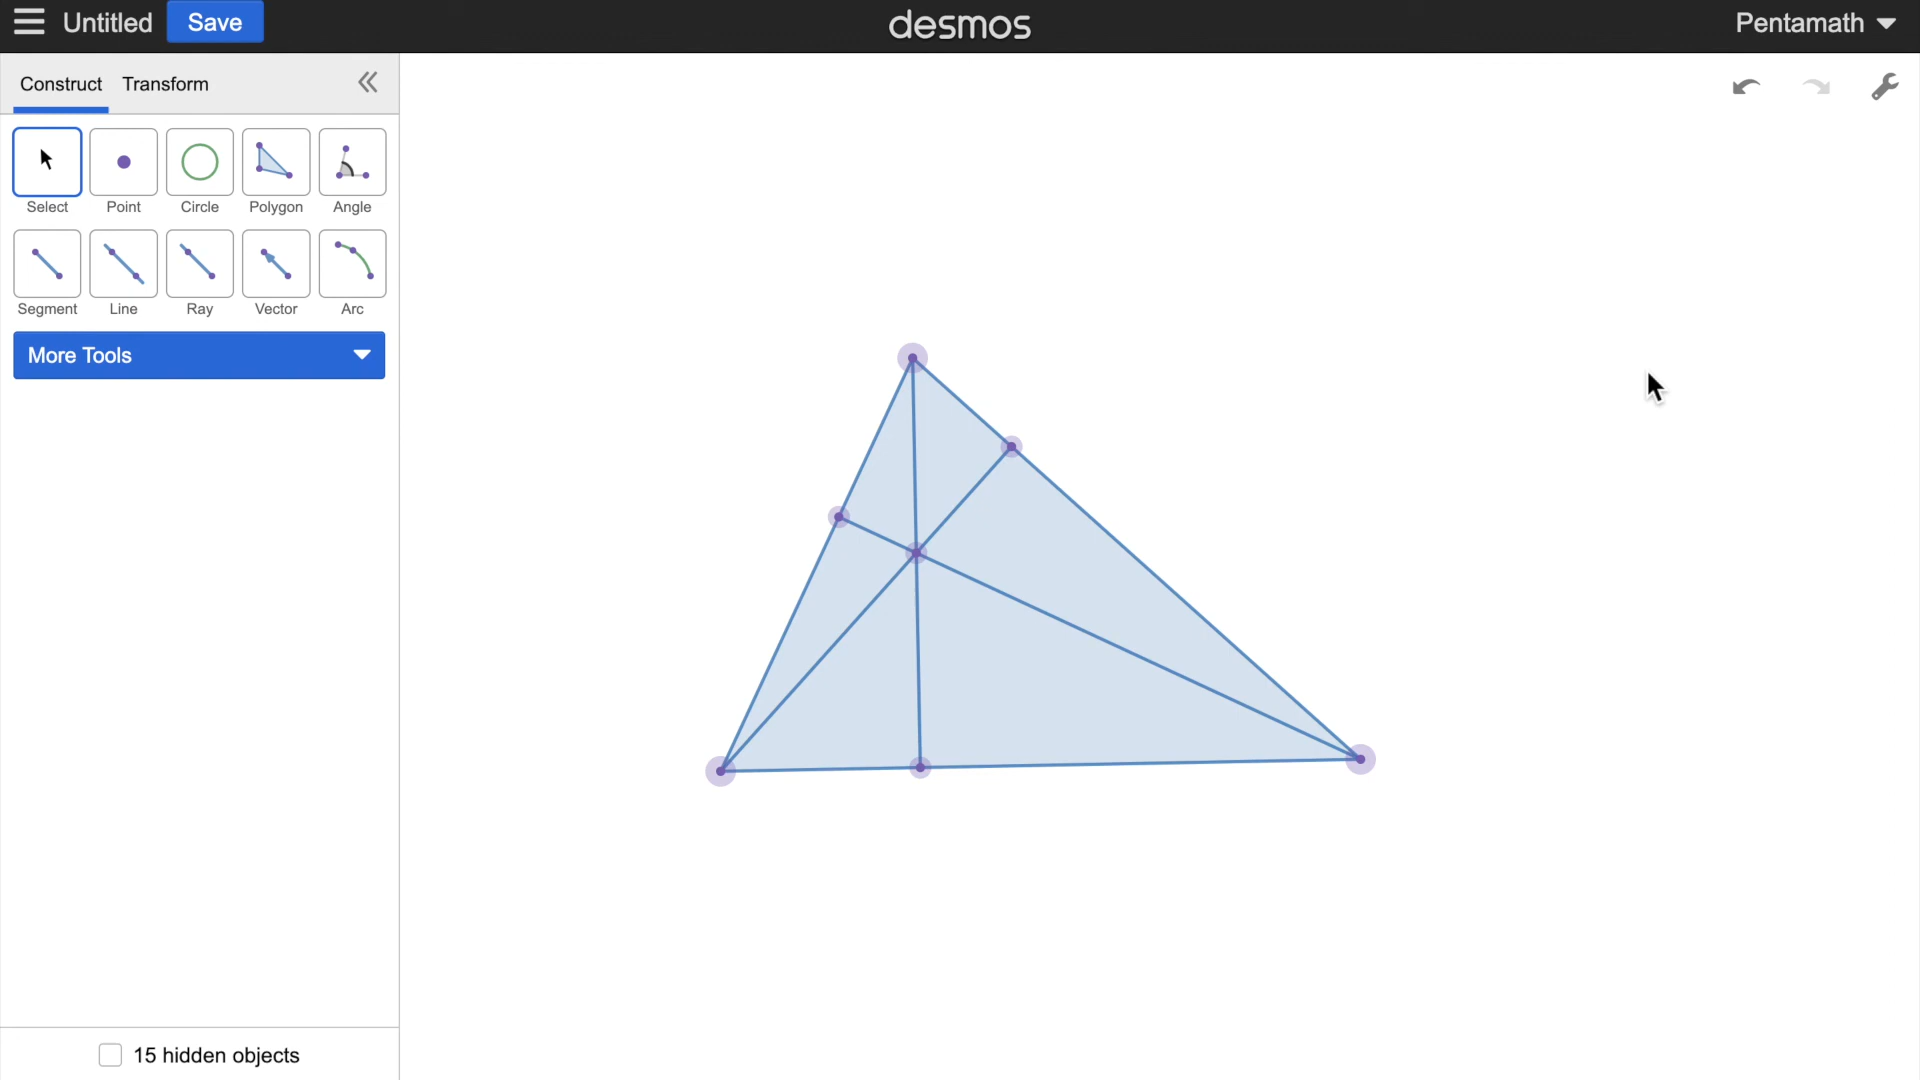 Untitled Save desmos Pentamath
Construct Transform
Select Point Circle Polygon Angle
Segment Line Ray Vector Arc
More Tools
15 hidden objects